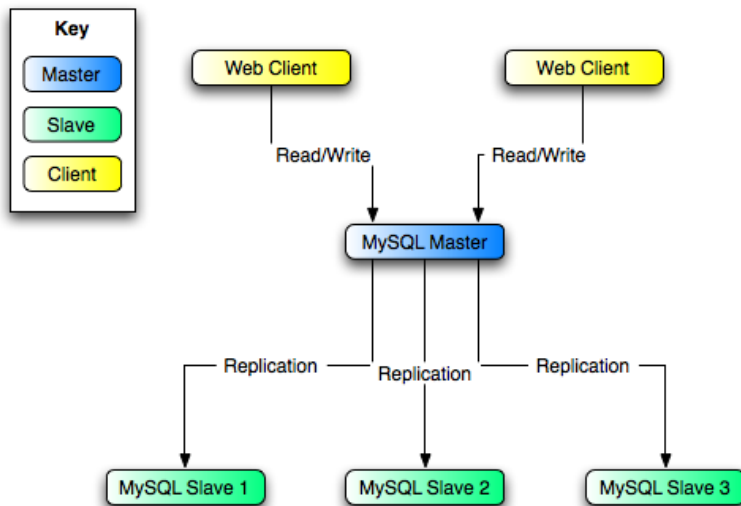 Key
Master
Slave
Client
Web Client
Web Client
Read/Write
Read/Write
MySQL Master
Replication
Replication
Replication
MySQL Slave 1
MySQL Slave 2
MySQL Slave 3